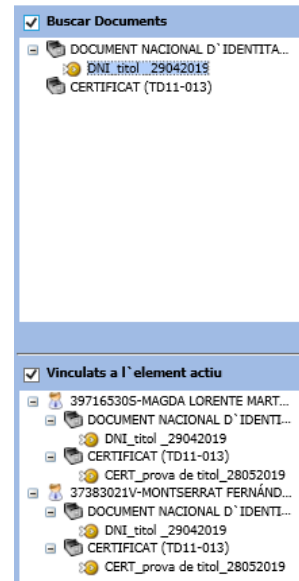 Buscar Documents
DOCUMENT NACIONAL D`IDENTITA...
DNI_titol _29042019
CERTIFICAT (TD11-013)
Vinculats a l`element actiu
39716530S-MAGDA LORENTE MART...
DOCUMENT NACIONAL D`IDENTI...
DNI_titol _29042019
CERTIFICAT (TD11-013)
CERT_prova de titol_28052019
37383021V-MONTSERRAT FERNÁND...
DOCUMENT NACIONAL D`IDENTI...
DNI_titol _29042019
CERTIFICAT (TD11-013)
CERT_prova de titol_28052019